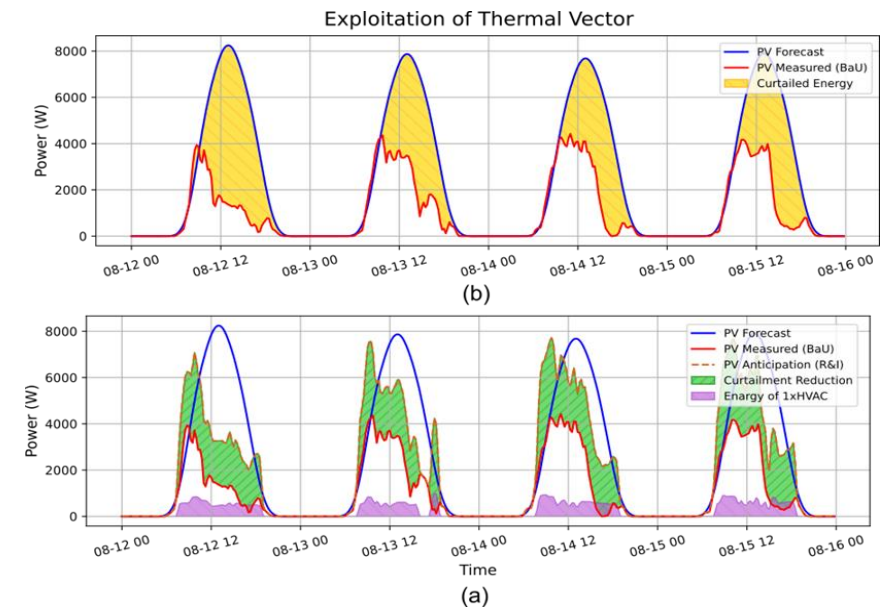 Exploitation of Thermal Vector
8000
6000
4000
2000
0
Power (W)
PV Forecast
PV Measured (BaU)
Curtailed Energy
08-12 00
08-12 12
08-13 00
08-13 12
08-14 00
08-14 12
08-15 00
08-15 12
08-16 00
(b)
8000
6000
4000
2000
0
Power (W)
PV Forecast
PV Measured (BaU)
PV Anticipation (R&I)
Curtailment Reduction
Enargy of 1xHVAC
08-12 00
08-12 12
08-13 00
08-13 12
08-14 00
08-14 12
08-15 00
08-15 12
08-16 00
Time
(a)